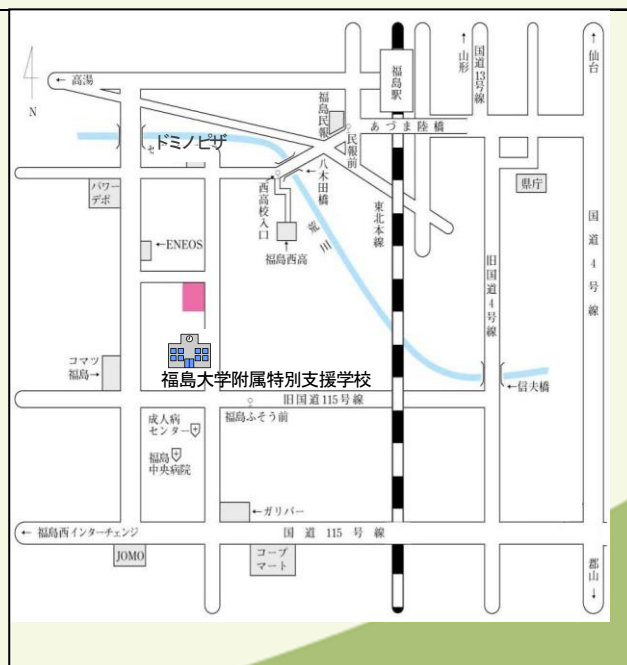 N
← 高湯
福島民報
民報前
福島駅
あづま陸橋
↑
山形
国道13号線
↑
仙台
セ
ドミノピザ
パワー
デポ
西高校入口
八木田橋
東北本線
県庁
国道4号線
←ENEOS
荒川
福島西高
旧国道4号線
コマツ
福島→
福島大学附属特別支援学校
←信夫橋
旧国道115号線
福島ふそう前
成人病
センター
福島
中央病院
←ガリバー
← 福島西インターチェンジ
国道115号線
JOMO
コープ
マート
郡山
↓